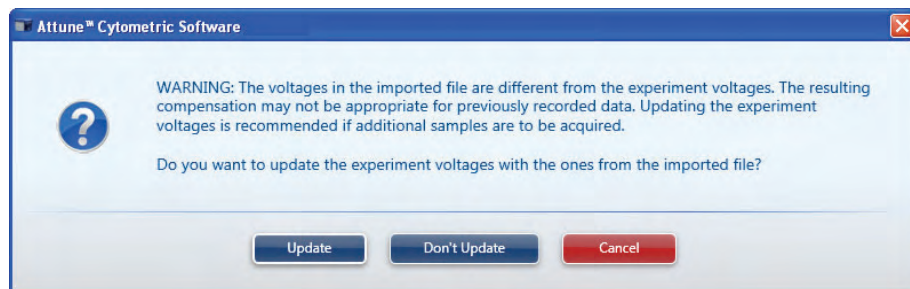 Attune™ Cytometric Software
WARNING: The voltages in the imported file are different from the experiment voltages. The resulting
compensation may not be appropriate for previously recorded data. Updating the experiment
voltages is recommended if additional samples are to be acquired.
Do you want to update the experiment voltages with the ones from the imported file?
Update Don't Update Cancel